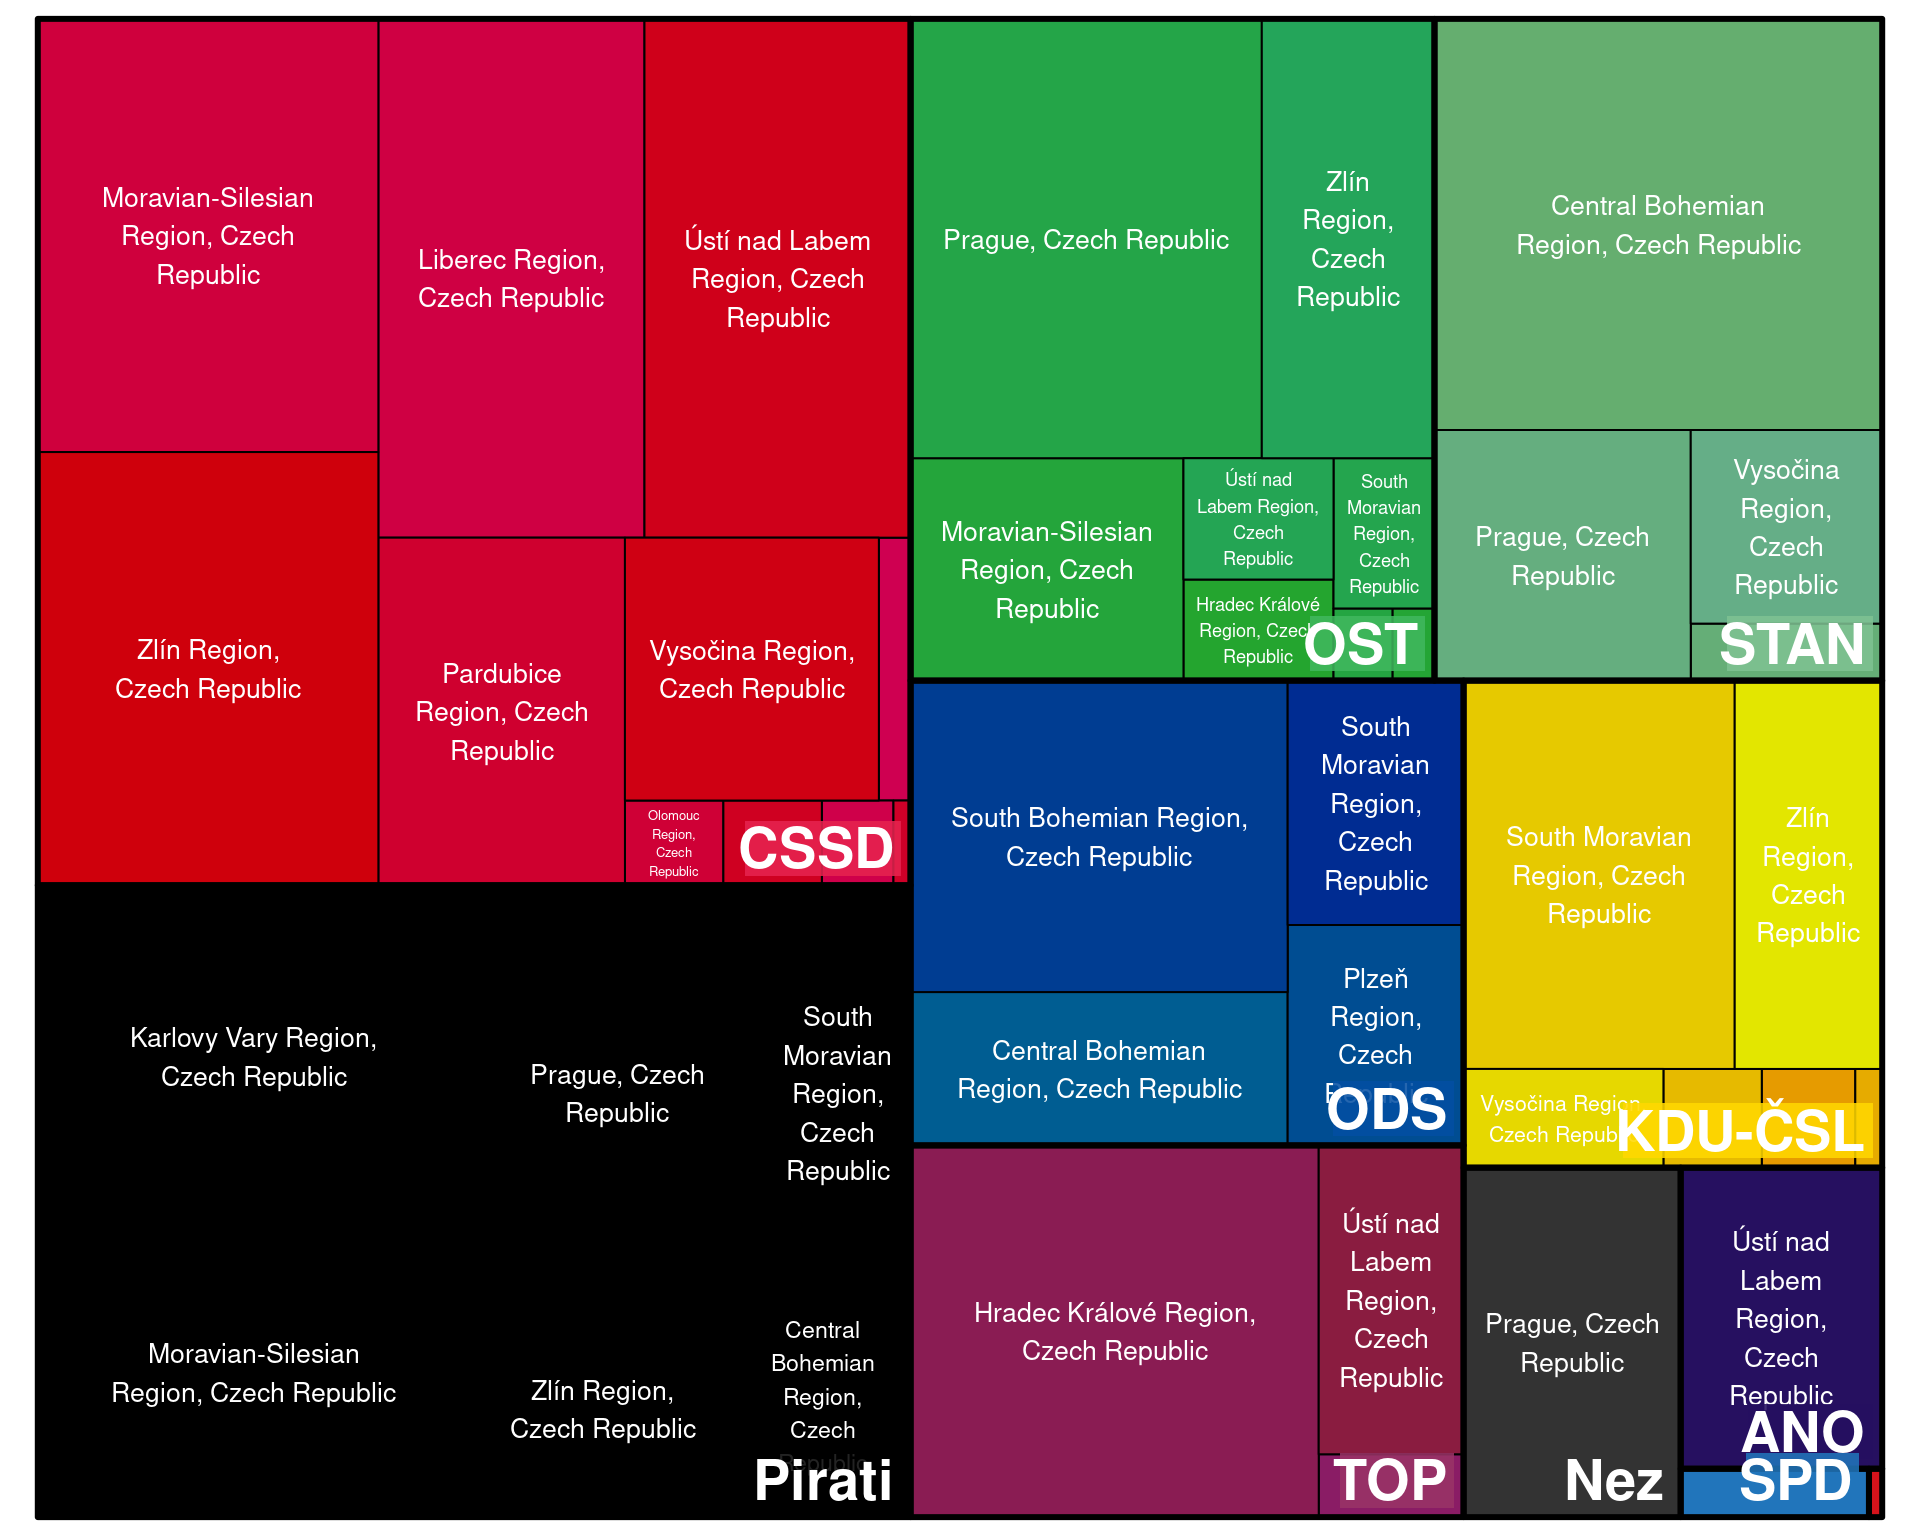 Moravian-Silesian
Region, Czech
Republic
Liberec Region,
Czech Republic
Ústí nad Labem
Region, Czech
Republic
Zlín Region,
Czech Republic
Pardubice
Region, Czech
Republic
Vysočina Region,
Czech Republic
Olomouc
Region,
Czech
Republic
CSSD
Karlovy Vary Region,
Czech Republic
Prague, Czech
Republic
South
Moravian
Region,
Czech
Republic
Moravian-Silesian
Region, Czech Republic
Zlín Region,
Czech Republic
Central
Bohemian
Region,
Czech
Republic
Pirati
Prague, Czech Republic
Zlín
Region,
Czech
Republic
Moravian-Silesian
Region, Czech
Republic
Ústí nad
Labem Region,
Czech
Republic
South
Moravian
Region,
Czech
Republic
Hradec Králové
Region, Czech
Republic
OST
Central Bohemian
Region, Czech Republic
Prague, Czech
Republic
Vysočina
Region,
Czech
Republic
STAN
South Bohemian Region,
Czech Republic
South
Moravian
Region,
Czech
Republic
Central Bohemian
Region, Czech Republic
Plzeň
Region,
Czech
Republic
ODS
South Moravian
Region, Czech
Republic
Zlín
Region,
Czech
Republic
Vysočina Region,
Czech Republic
KDU-ČSL
Hradec Králové Region,
Czech Republic
Ústí nad
Labem
Region,
Czech
Republic
TOP
Prague, Czech
Republic
Nez
Ústí nad
Labem
Region,
Czech
Republic
ANO
SPD